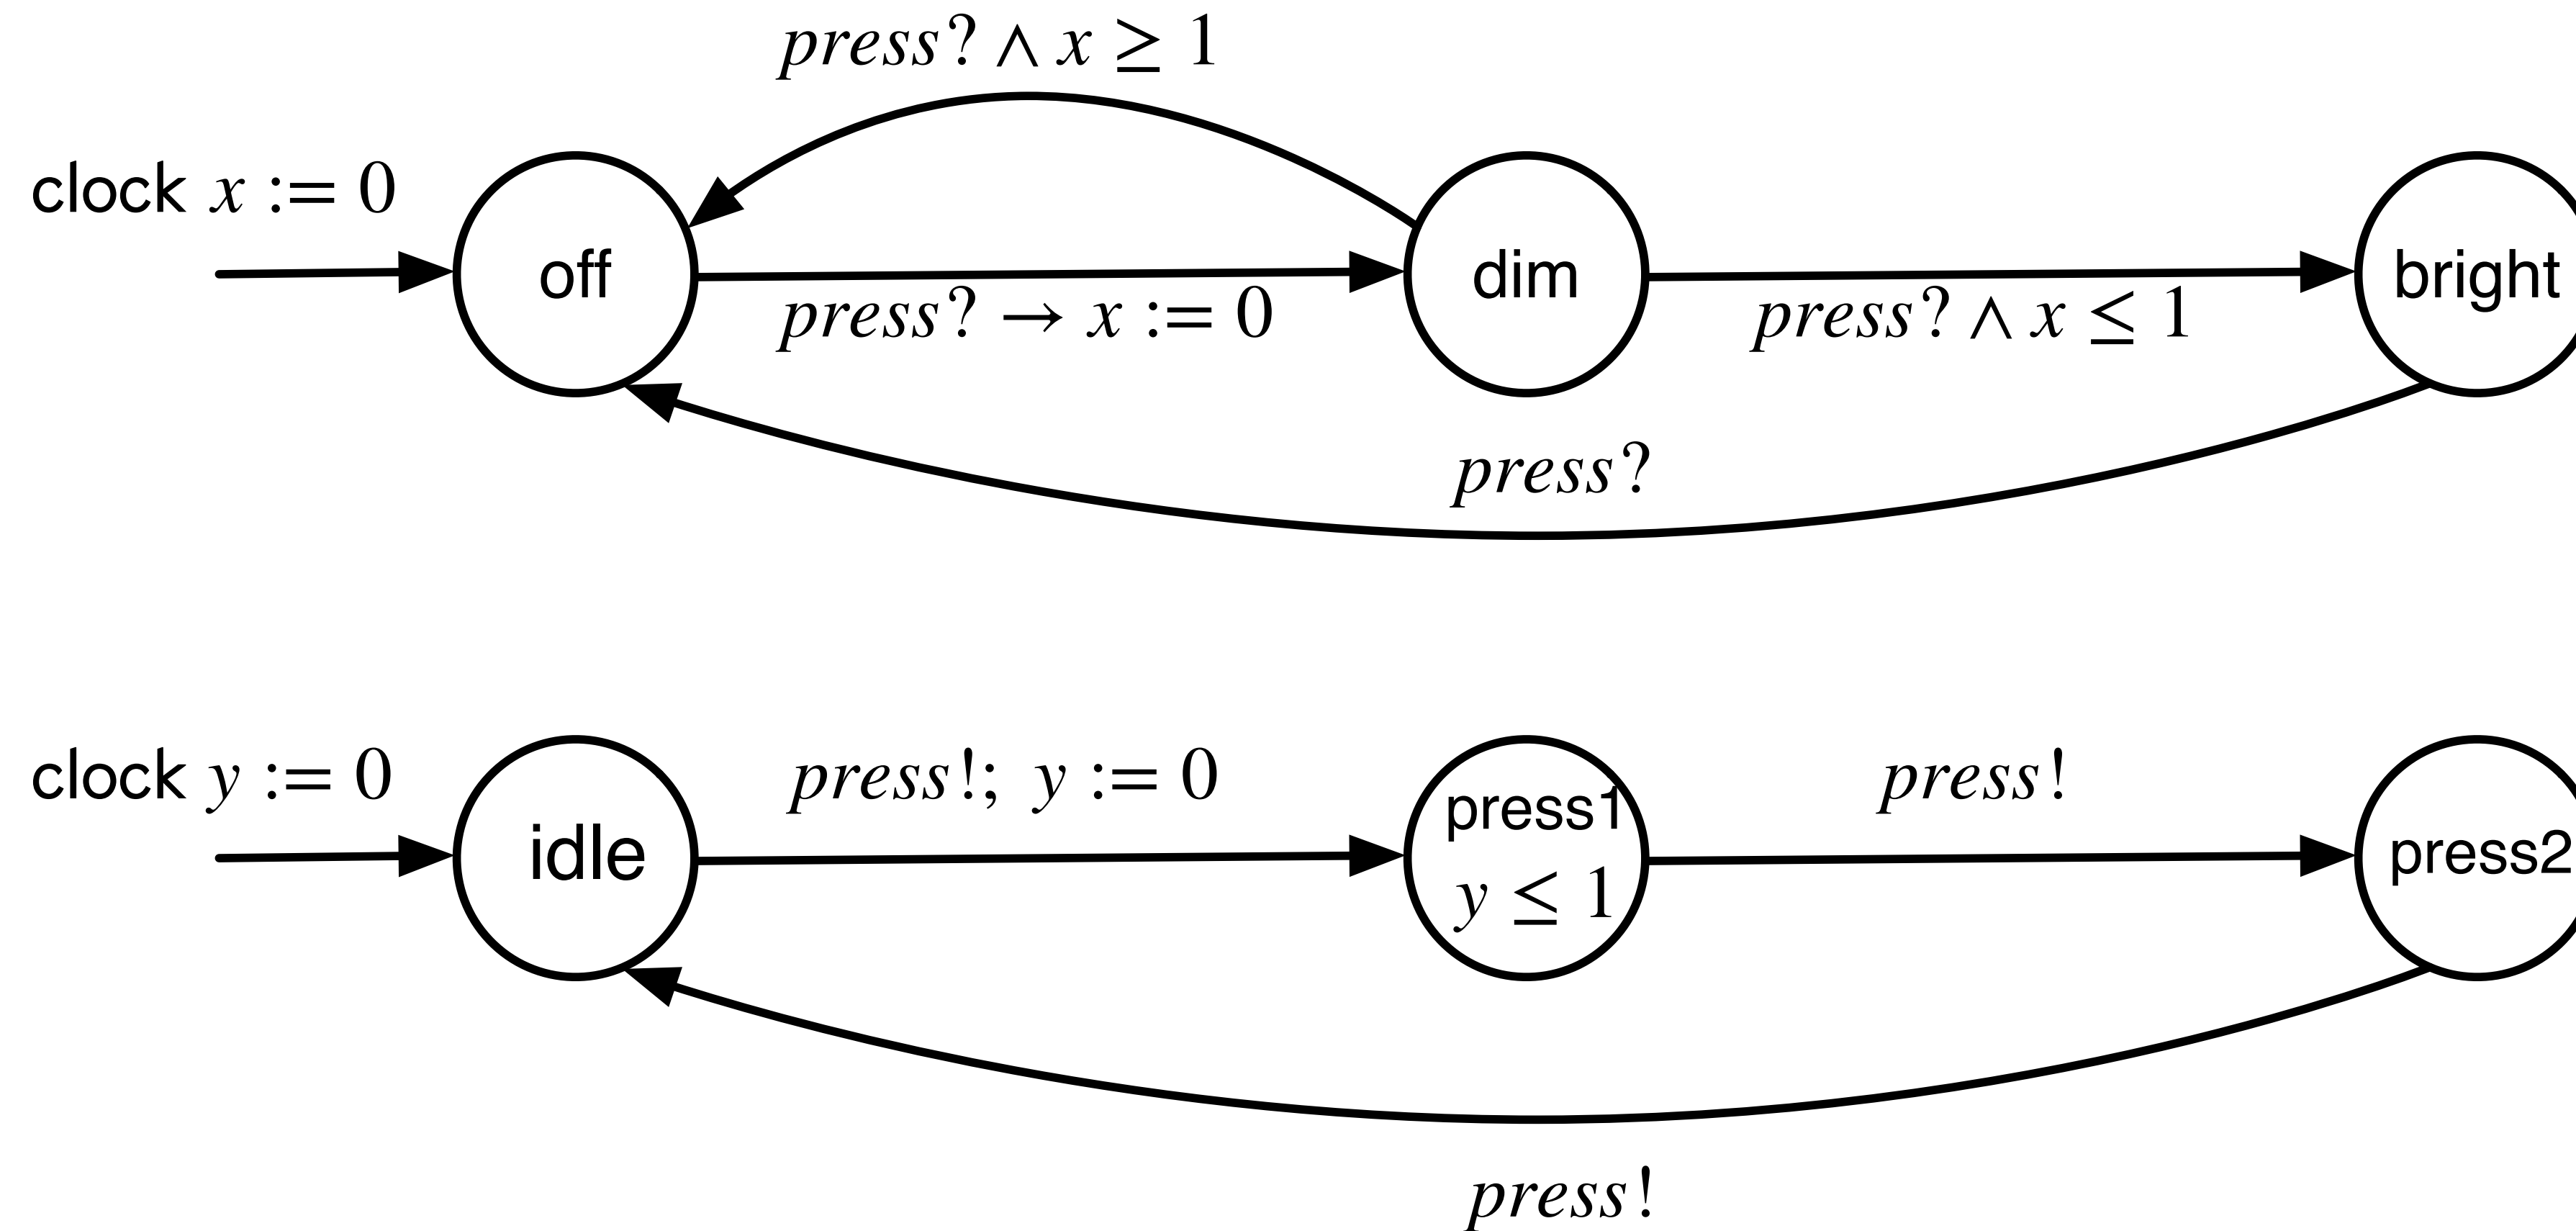 press? ∧ x ≥ 1
clock x := 0
off
dim
bright
press? → x := 0
press? ∧ x ≤ 1
press?
clock y := 0
press!; y := 0
press!
idle
press1
y ≤ 1
press2
press!